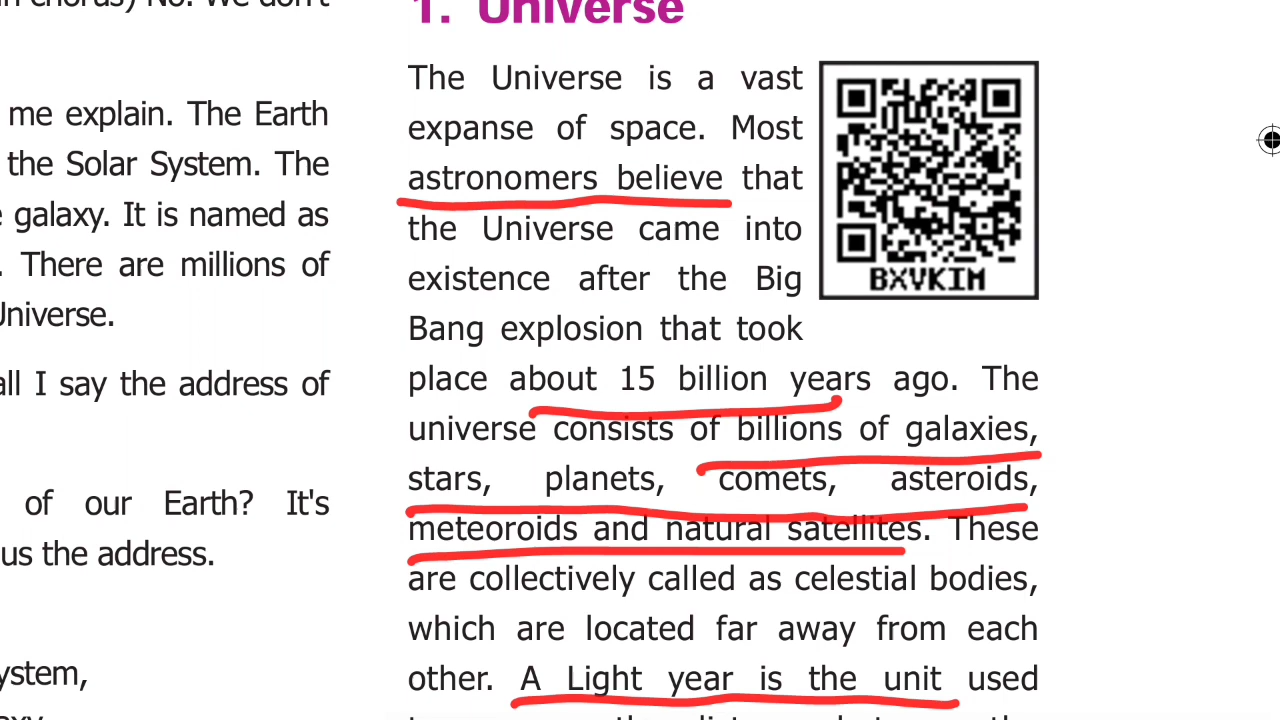 in chorus) No. We don't
me explain. The Earth
the Solar System. The
galaxy. It is named as
. There are millions of
Universe.
all I say the address of
of our Earth? It's
us the address.
ystem,
1. Universe
The Universe is a vast
expanse of space. Most
astronomers believe that
the Universe came into
existence after the Big
Bang explosion that took
place about 15 billion years ago. The
universe consists of billions of galaxies,
stars, planets, comets, asteroids,
meteoroids and natural satellites. These
are collectively called as celestial bodies,
which are located far away from each
other. A Light year is the unit used
BXVKIM